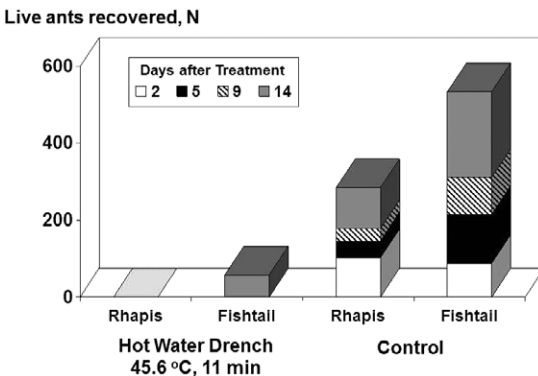 Live ants recovered, N
600
400
200
0
Days after Treatment
2 5 9 14
Rhapis Fishtail Rhapis Fishtail
Hot Water Drench Control
45.6 ºC, 11 min